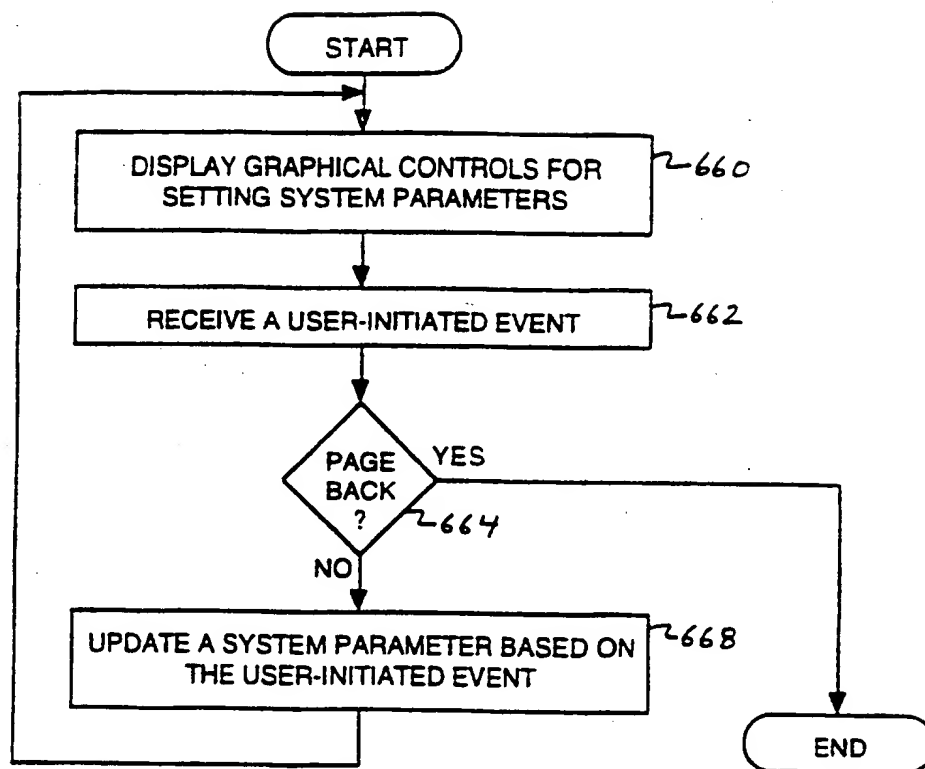 START
DISPLAY GRAPHICAL CONTROLS FOR
SETTING SYSTEM PARAMETERS
660
RECEIVE A USER-INITIATED EVENT
662
PAGE
BACK
?
YES
664
NO
UPDATE A SYSTEM PARAMETER BASED ON
THE USER-INITIATED EVENT
668
END